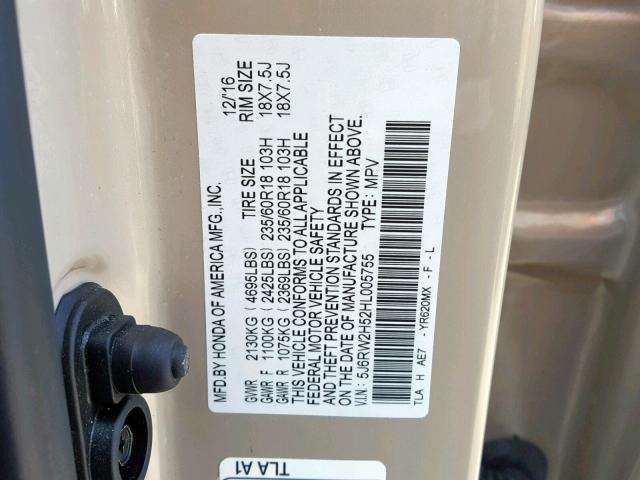 MFD.BY HONDA OF AMERICA MFG.,INC. 12/'16
TIRE SIZE RIM SIZE
GVWR 2130KG (4695LBS)
GAWR F 1100KG (2425LBS) 235/60R18 103H 18X7.5J
GAWR R 1075KG (2369LBS) 235/60R18 103H 18X7.5J
THIS VEHICLE CONFORMS TO ALL APPLICABLE
FEDERAL MOTOR VEHICLE SAFETY
AND THEFT PREVENTION STANDARDS IN EFFECT
ON THE DATE OF MANUFACTURE SHOWN ABOVE.
V.I.N.: 5J6RW2H52HL005755 TYPE: MPV
TLA H AE7 - YR620MX - F - L
TLA A1